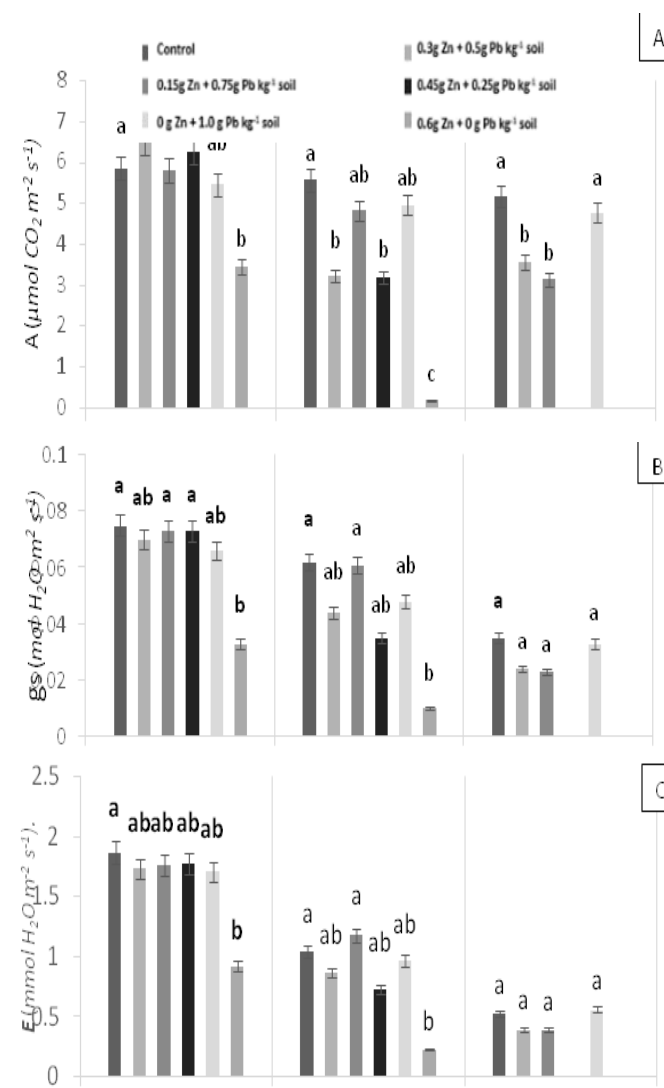 A
Control
0.3g Zn + 0.5g Pb kg⁻¹ soil
0.15g Zn + 0.75g Pb kg⁻¹ soil
0.45g Zn + 0.25g Pb kg⁻¹ soil
0 g Zn + 1.0 g Pb kg⁻¹ soil
0.6g Zn + 0 g Pb kg⁻¹ soil
A (µmol CO₂ m⁻² s⁻¹)
8
7
6
5
4
3
2
1
0
a ab b
a b ab b ab c
a b b a
B
gs (mol H₂O m² s⁻¹)
0.1
0.08
0.06
0.04
0.02
0
a ab a a ab b
a ab a ab ab b
a a a a
C
E (mmol H₂O m⁻² s⁻¹).
2.5
2
1.5
1
0.5
0
a ab ab ab ab b
a ab a ab ab b
a a a a